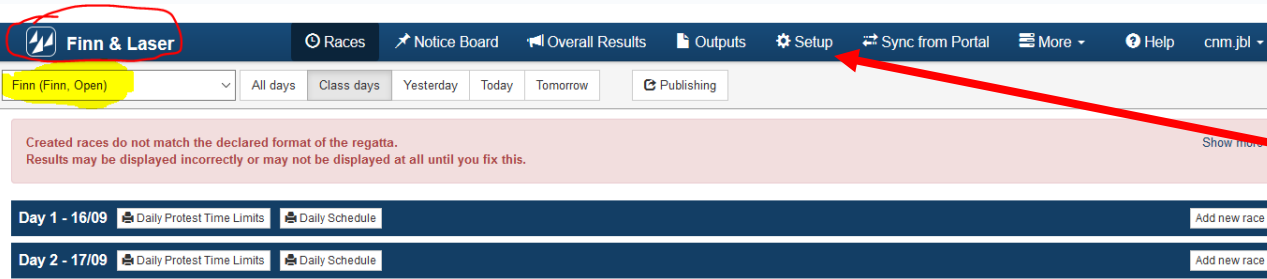 Finn & Laser Races Notice Board Overall Results Outputs Setup Sync from Portal More Help cnm.jbl
Finn (Finn, Open) All days Class days Yesterday Today Tomorrow Publishing
Created races do not match the declared format of the regatta. Show more
Results may be displayed incorrectly or may not be displayed at all until you fix this.
Day 1 - 16/09 Daily Protest Time Limits Daily Schedule Add new race
Day 2 - 17/09 Daily Protest Time Limits Daily Schedule Add new race